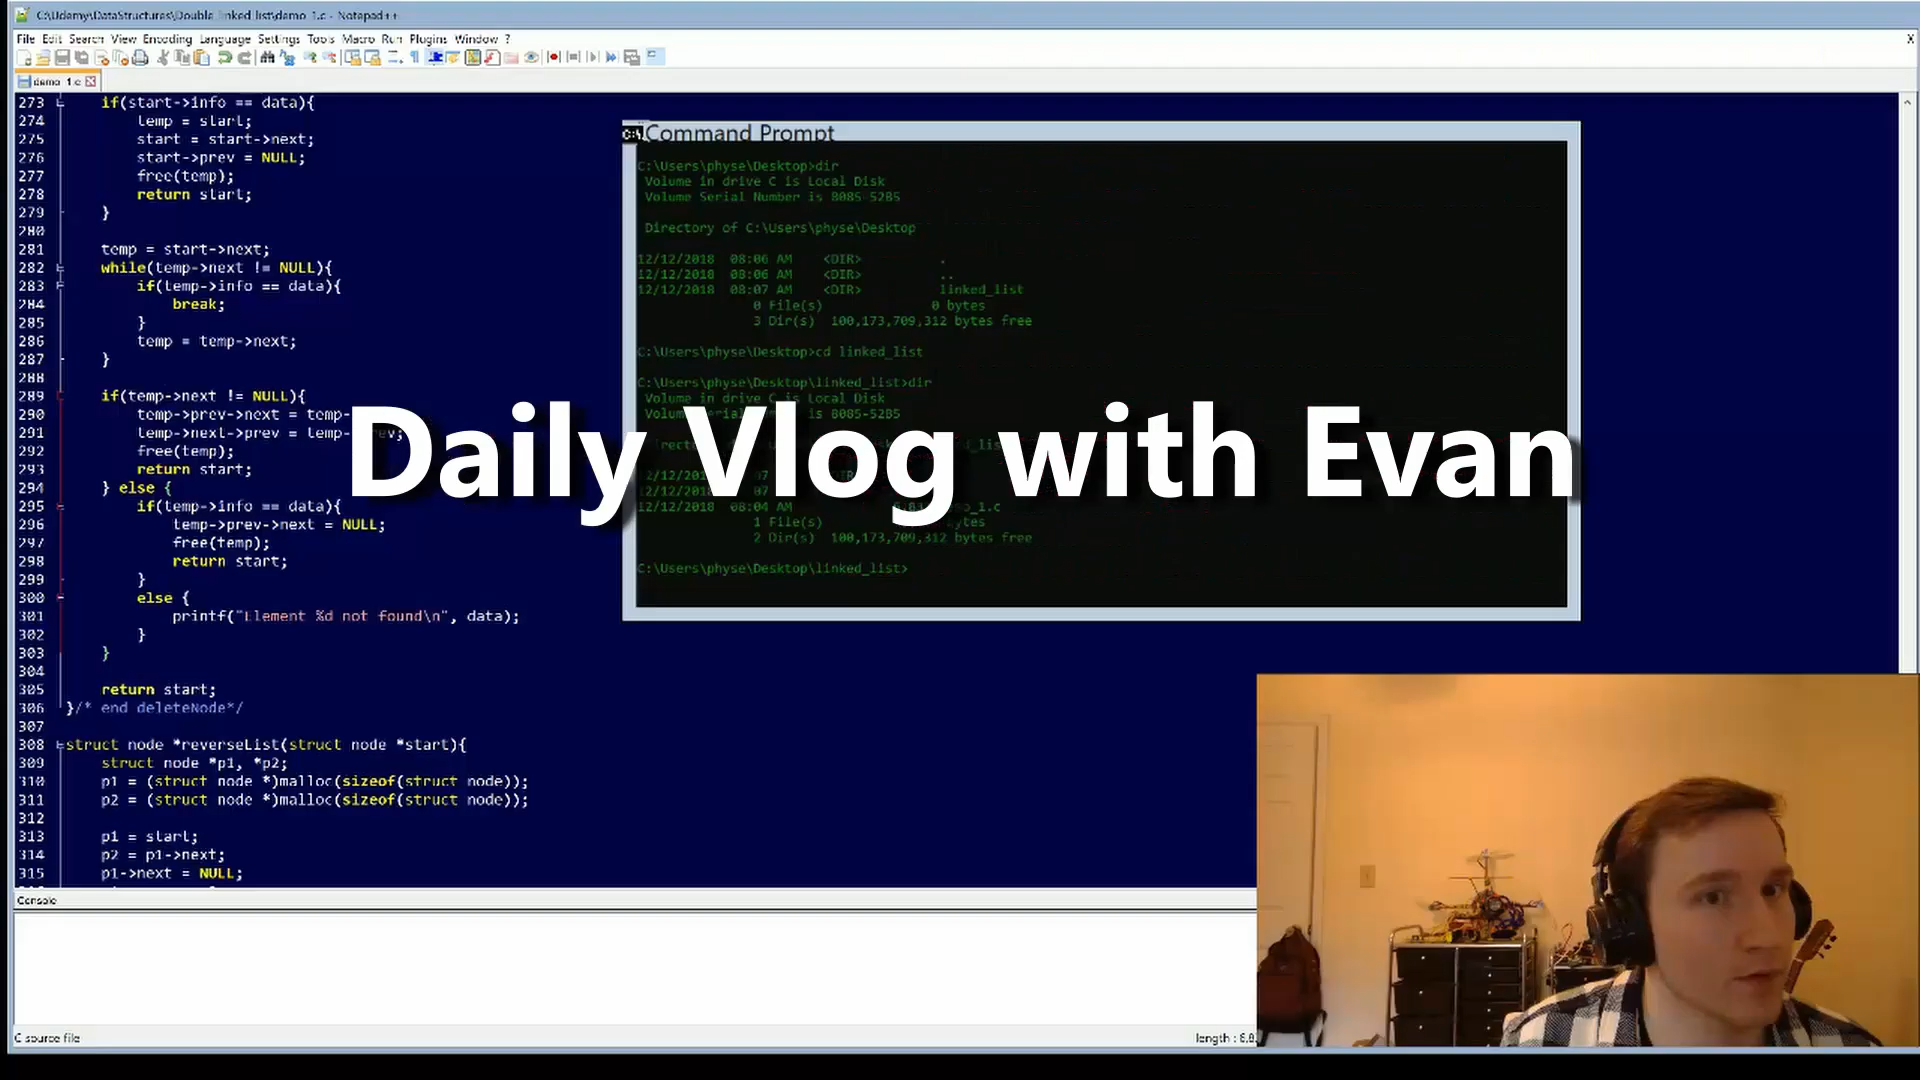 C:\Udemy\DataStructures\Double_linked_list\demo_1.c - Notepad++
File Edit Search View Encoding Language Settings Tools Macro Run Plugins Window ?
X
demo_1.c
273 if(start->info == data){
274 temp = start;
275 start = start->next;
276 start->prev = NULL;
277 free(temp);
278 return start;
279 }
280
281 temp = start->next;
282 while(temp->next != NULL){
283 if(temp->info == data){
284 break;
285 }
286 temp = temp->next;
287 }
288
289 if(temp->next != NULL){
290 temp->prev->next = temp-
291 temp->next->prev = temp-
292 free(temp);
293 return start;
294 } else {
295 if(temp->info == data){
296 temp->prev->next = NULL;
297 free(temp);
298 return start;
299 }
300 else {
301 printf("Element %d not found\n", data);
302 }
303 }
304
305 return start;
306 }/* end deleteNode*/
307
308 struct node *reverseList(struct node *start){
309 struct node *p1, *p2;
310 p1 = (struct node *)malloc(sizeof(struct node));
311 p2 = (struct node *)malloc(sizeof(struct node));
312
313 p1 = start;
314 p2 = p1->next;
315 p1->next = NULL;
Command Prompt
C:\Users\physe\Desktop>dir
Volume in drive C is Local Disk
Volume Serial Number is 8085-5285
Directory of C:\Users\physe\Desktop
12/12/2018 08:06 AM <DIR> .
12/12/2018 08:06 AM <DIR> ..
12/12/2018 08:07 AM <DIR> linked_list
0 File(s) 0 bytes
3 Dir(s) 100,173,709,312 bytes free
C:\Users\physe\Desktop>cd linked_list
C:\Users\physe\Desktop\linked_list>dir
Volume in drive C is Local Disk
is 8085-5285
12/12/2018 08:04 AM
1 File(s)
2 Dir(s) 100,173,709,312 bytes free
C:\Users\physe\Desktop\linked_list>
Daily Vlog with Evan
Console
C source file
length : 6,8